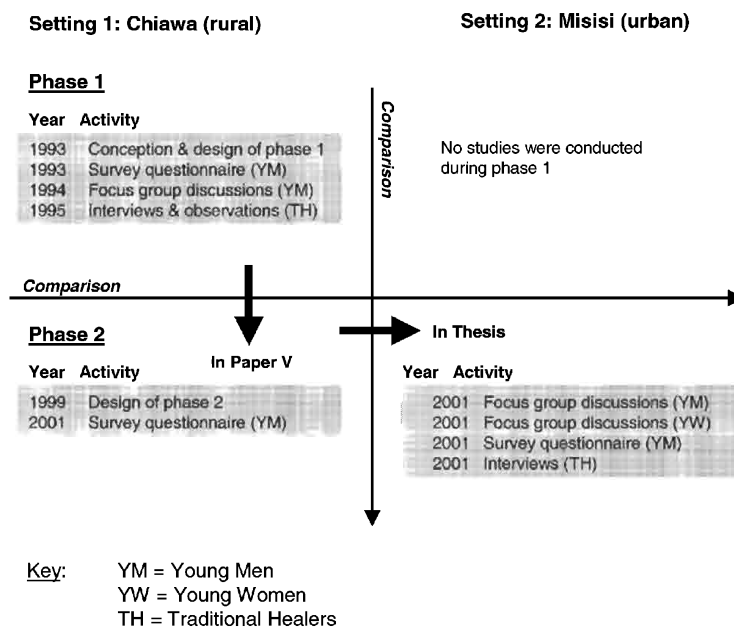 Setting 1: Chiawa (rural)
Setting 2: Misisi (urban)
Phase 1
Year Activity
1993 Conception & design of phase 1
1993 Survey questionnaire (YM)
1994 Focus group discussions (YM)
1995 Interviews & observations (TH)
Comparison
No studies were conducted
during phase 1
Comparison
Phase 2
In Paper V
In Thesis
Year Activity
1999 Design of phase 2
2001 Survey questionnaire (YM)
Year Activity
2001 Focus group discussions (YM)
2001 Focus group discussions (YW)
2001 Survey questionnaire (YM)
2001 Interviews (TH)
Key:
YM = Young Men
YW = Young Women
TH = Traditional Healers